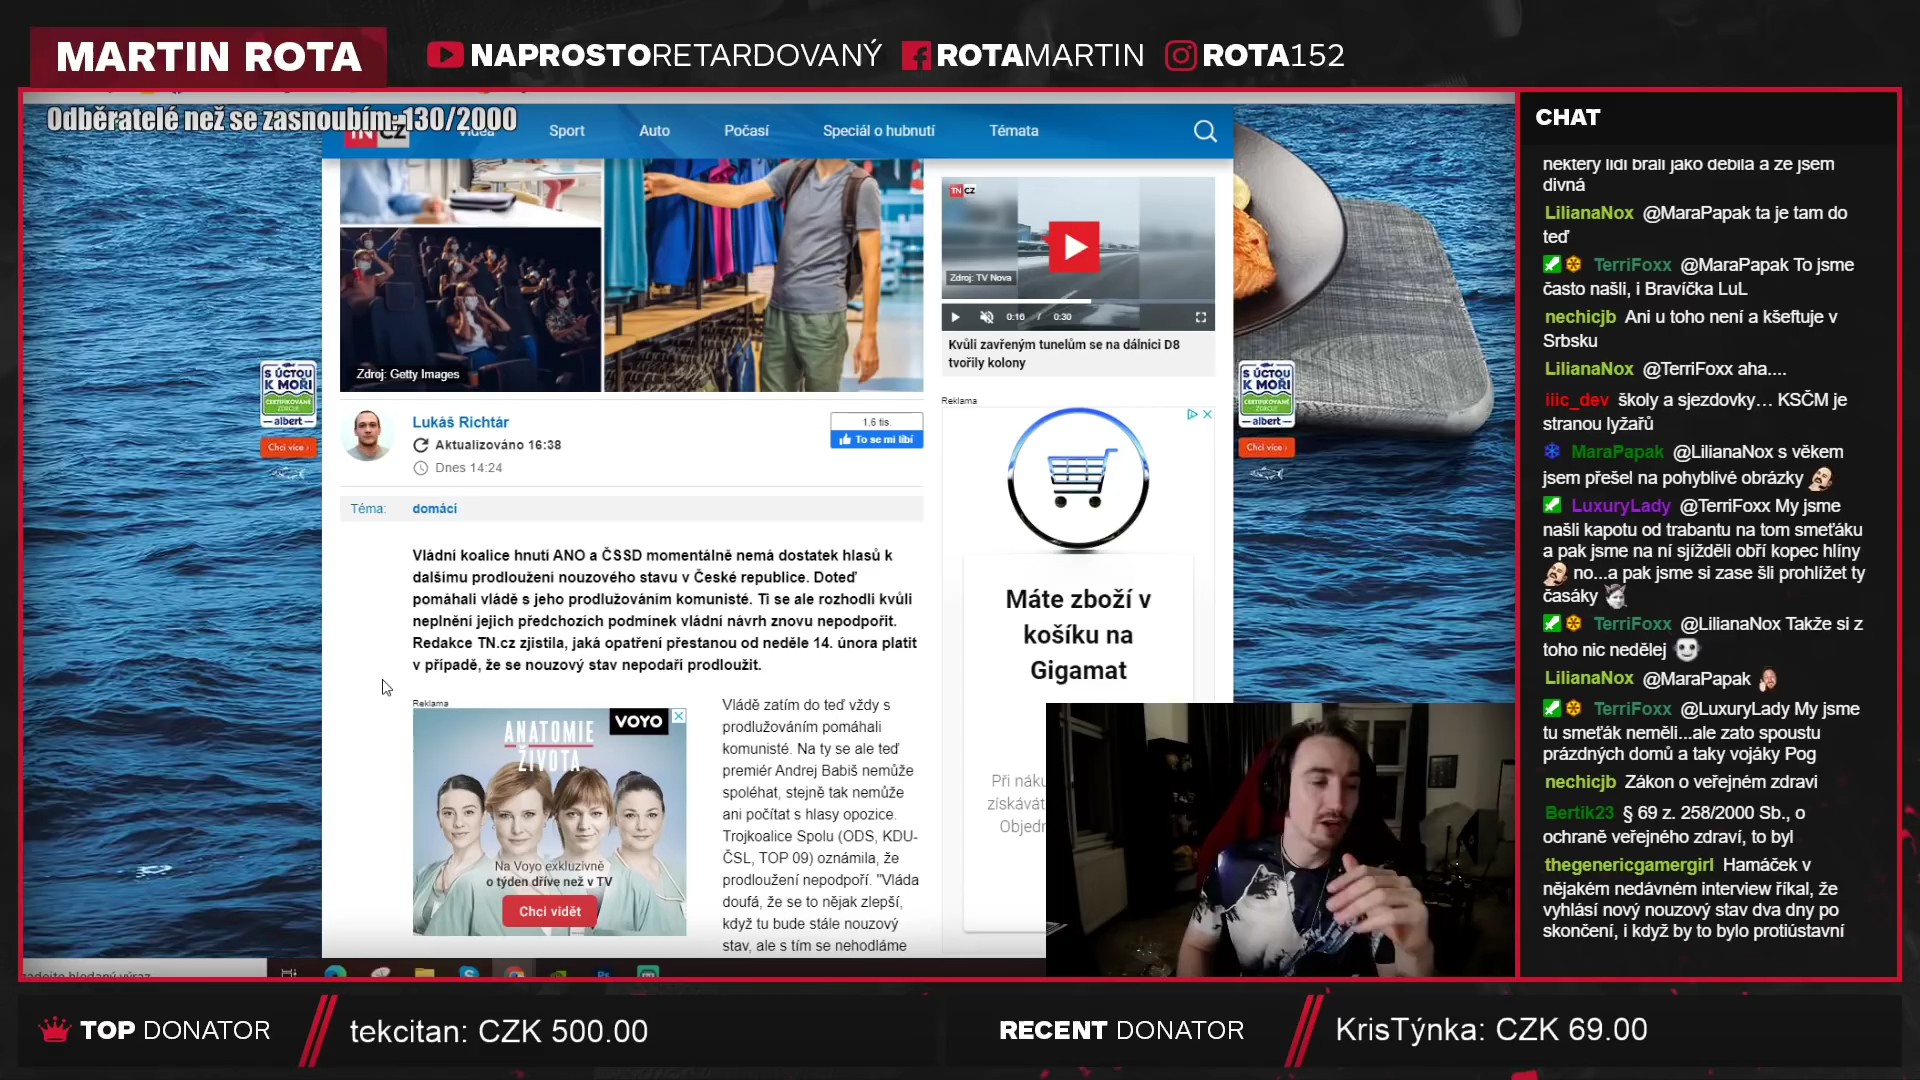 MARTIN ROTA
NAPROSTORETARDOVANÝ
ROTAMARTIN
ROTA152
Odběratelé než se zasnoubím: 130/2000
TN CZ
Videa
Sport
Auto
Počasí
Speciál o hubnutí
Témata
Zdroj: Getty Images
Lukáš Richtár
Aktualizováno 16:38
Dnes 14:24
1,6 tis.
To se mi líbí
Téma:
domácí
Vládní koalice hnutí ANO a ČSSD momentálně nemá dostatek hlasů k
dalšímu prodloužení nouzového stavu v České republice. Doteď
pomáhali vládě s jeho prodlužováním komunisté. Ti se ale rozhodli kvůli
neplnění jejich předchozích podmínek vládní návrh znovu nepodpořit.
Redakce TN.cz zjistila, jaká opatření přestanou od neděle 14. února platit
v případě, že se nouzový stav nepodaří prodloužit.
Reklama
ANATOMIE
ŽIVOTA
VOYO
Na Voyo exkluzivně
o týden dříve než v TV
Chci vidět
Vládě zatím do teď vždy s
prodlužováním pomáhali
komunisté. Na ty se ale teď
premiér Andrej Babiš nemůže
spoléhat, stejně tak nemůže
ani počítat s hlasy opozice.
Trojkoalice Spolu (ODS, KDU-
ČSL, TOP 09) oznámila, že
prodloužení nepodpoří. "Vláda
doufá, že se to nějak zlepší,
když tu bude stále nouzový
stav, ale s tím se nehodláme
TN CZ
Zdroj: TV Nova
0:16 / 0:30
Kvůli zavřeným tunelům se na dálnici D8
tvořily kolony
Reklama
Máte zboží v
košíku na
Gigamat
Při náku
získávát
Objedn
S ÚCTOU
K MOŘI
CERTIFIKOVANÉ
ZDROJE
albert
Chci více ›
S ÚCTOU
K MOŘI
CERTIFIKOVANÉ
ZDROJE
albert
Chci více ›
zadejte hledaný výraz
CHAT
někteří lidi brali jako debila a že jsem
divná
LilianaNox @MaraPapak ta je tam do
teď
TerriFoxx @MaraPapak To jsme
často našli, i Bravíčka LuL
nechicjb Ani u toho není a kšeftuje v
Srbsku
LilianaNox @TerriFoxx aha....
iiic_dev školy a sjezdovky… KSČM je
stranou lyžařů
MaraPapak @LilianaNox s věkem
jsem přešel na pohyblivé obrázky
LuxuryLady @TerriFoxx My jsme
našli kapotu od trabantu na tom smeťáku
a pak jsme na ní sjížděli obří kopec hlíny
no...a pak jsme si zase šli prohlížet ty
časáky
TerriFoxx @LilianaNox Takže si z
toho nic nedělej
LilianaNox @MaraPapak
TerriFoxx @LuxuryLady My jsme
tu smeťák neměli...ale zato spoustu
prázdných domů a taky vojáky Pog
nechicjb Zákon o veřejném zdravi
Bertik23 § 69 z. 258/2000 Sb., o
ochraně veřejného zdraví, to byl
thegenericgamergirl Hamáček v
nějakém nedávném interview říkal, že
vyhlásí nový nouzový stav dva dny po
skončení, i když by to bylo protiústavní
TOP DONATOR
tekcitan: CZK 500.00
RECENT DONATOR
KrisTýnka: CZK 69.00